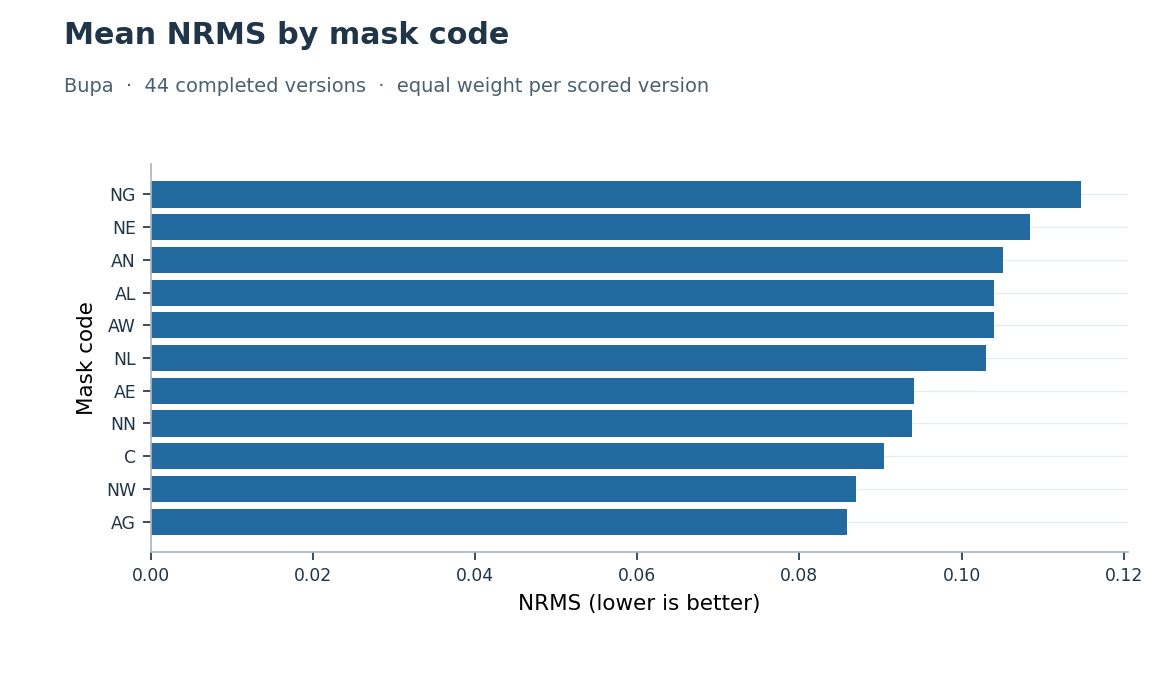 Mean NRMS by mask code
Bupa · 44 completed versions · equal weight per scored version
Mask code
NG
NE
AN
AL
AW
NL
AE
NN
C
NW
AG
0.00 0.02 0.04 0.06 0.08 0.10 0.12
NRMS (lower is better)